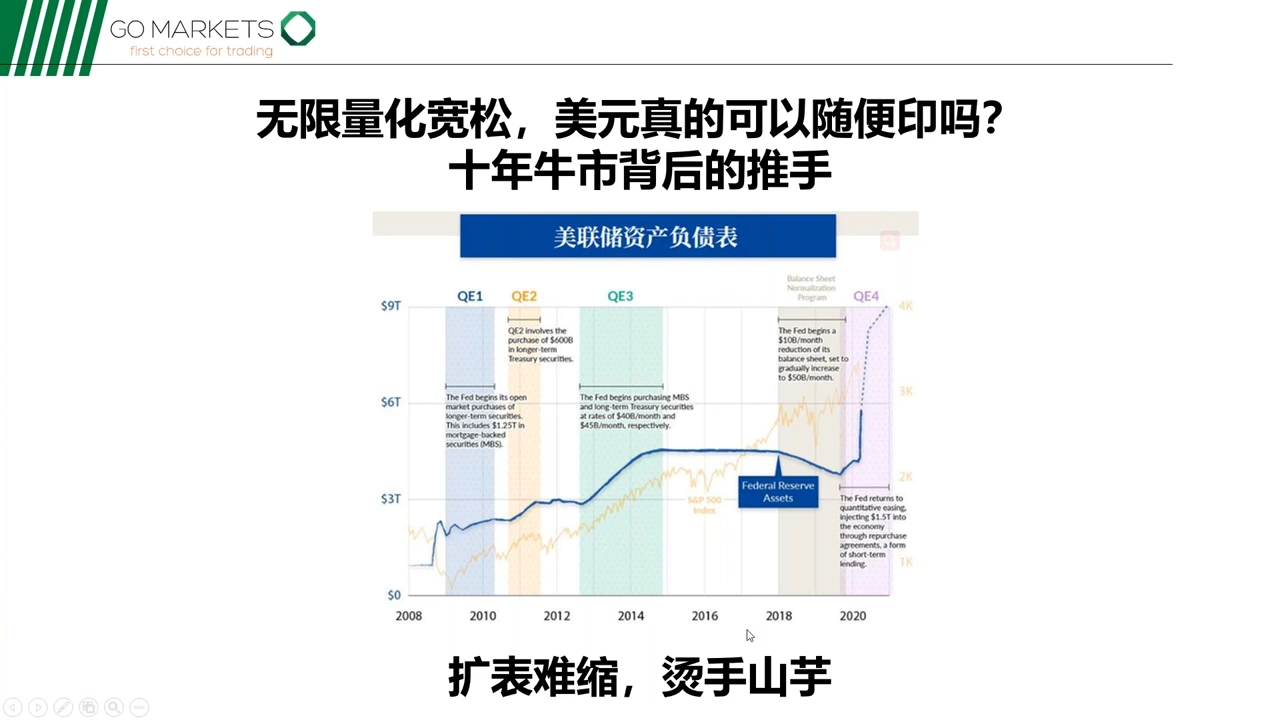 GO MARKETS
first choice for trading
无限量化宽松，美元真的可以随便印吗？
十年牛市背后的推手
美联储资产负债表
Balance Sheet
Normalization
Program
QE1
QE2
QE3
QE4
$9T
4K
QE2 involves the
purchase of $600B
in longer-term
Treasury securities.
The Fed begins a
$10B/month
reduction of its
balance sheet, set to
gradually increase
to $50B/month.
3K
$6T
The Fed begins its open
market purchases of
longer-term securities.
This includes $1.25T in
mortgage-backed
securities (MBS).
The Fed begins purchasing MBS
and long-term Treasury securities
at rates of $40B/month and
$45B/month, respectively.
2K
$3T
S&P 500
Index
Federal Reserve
Assets
The Fed returns to
quantitative easing,
injecting $1.5T into
the economy
through repurchase
agreements, a form
of short-term
lending.
1K
$0
2008
2010
2012
2014
2016
2018
2020
扩表难缩，烫手山芋